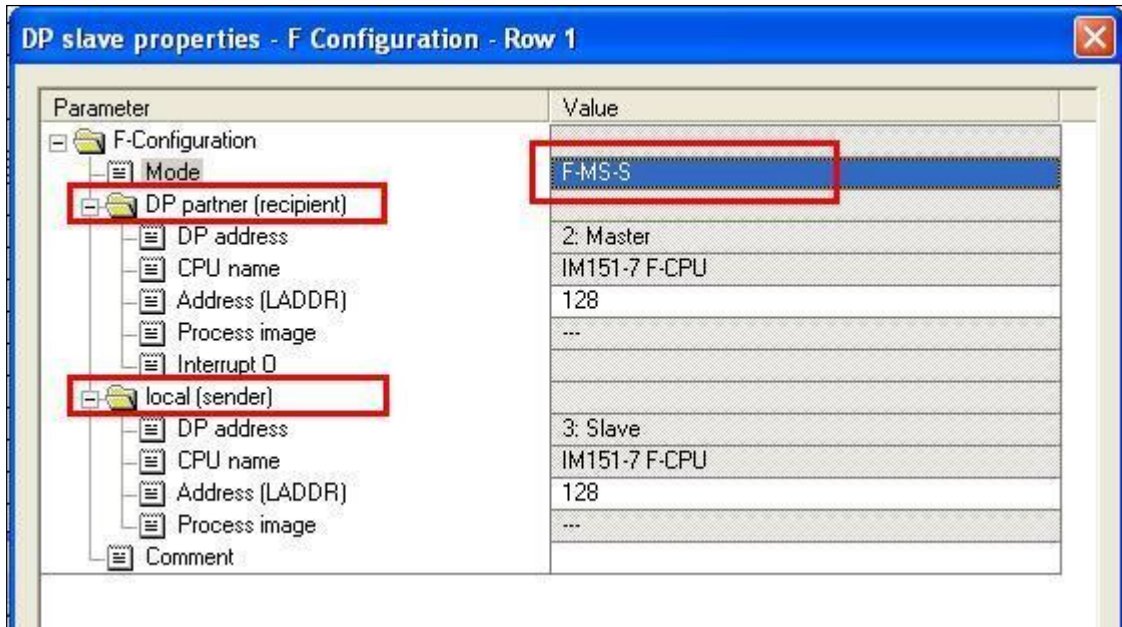 DP slave properties - F Configuration - Row 1
Parameter Value
F-Configuration
Mode F-MS-S
DP partner (recipient)
DP address 2: Master
CPU name IM151-7 F-CPU
Address (LADDR) 128
Process image ---
Interrupt O
local (sender)
DP address 3: Slave
CPU name IM151-7 F-CPU
Address (LADDR) 128
Process image ---
Comment